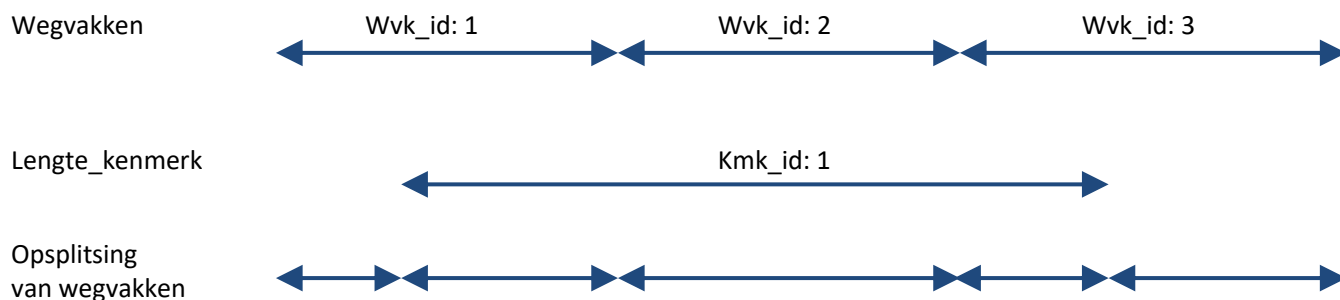 Wegvakken
Wvk_id: 1
Wvk_id: 2
Wvk_id: 3
Lengte_kenmerk
Kmk_id: 1
Opsplitsing
van wegvakken